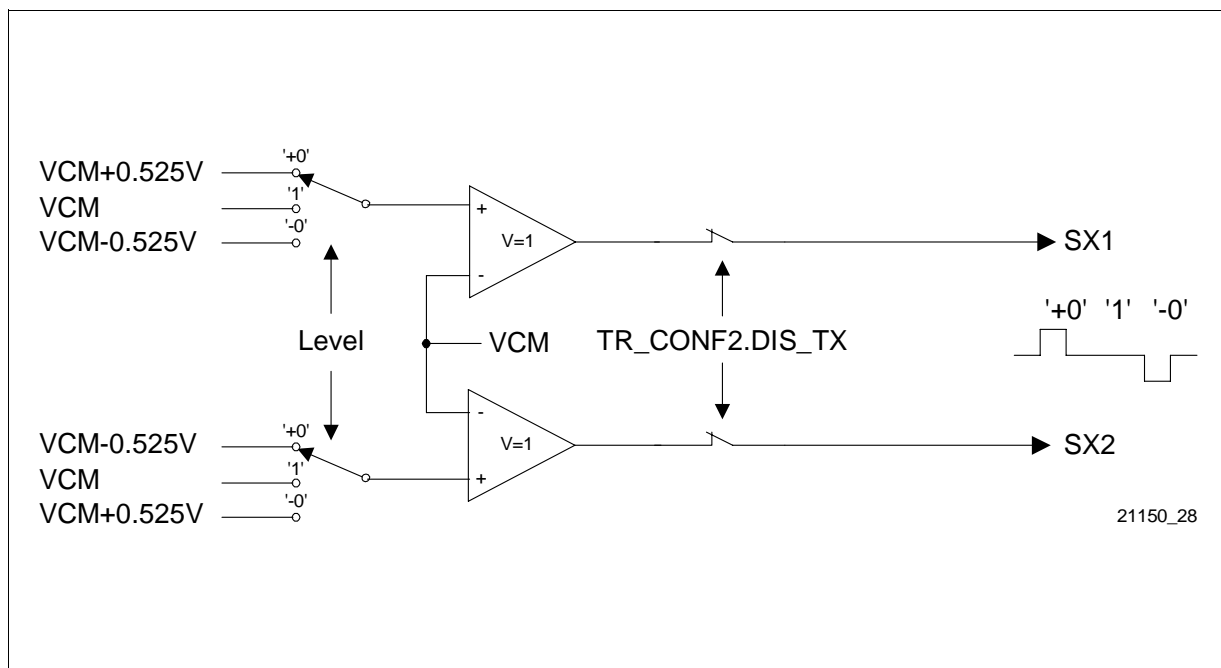 '+0'
VCM+0.525V
'1'
VCM
'-0'
VCM-0.525V
+
V=1
-
SX1
'+0' '1' '-0'
Level
VCM
TR_CONF2.DIS_TX
-
V=1
+
SX2
'+0'
VCM-0.525V
'1'
VCM
'-0'
VCM+0.525V
21150_28